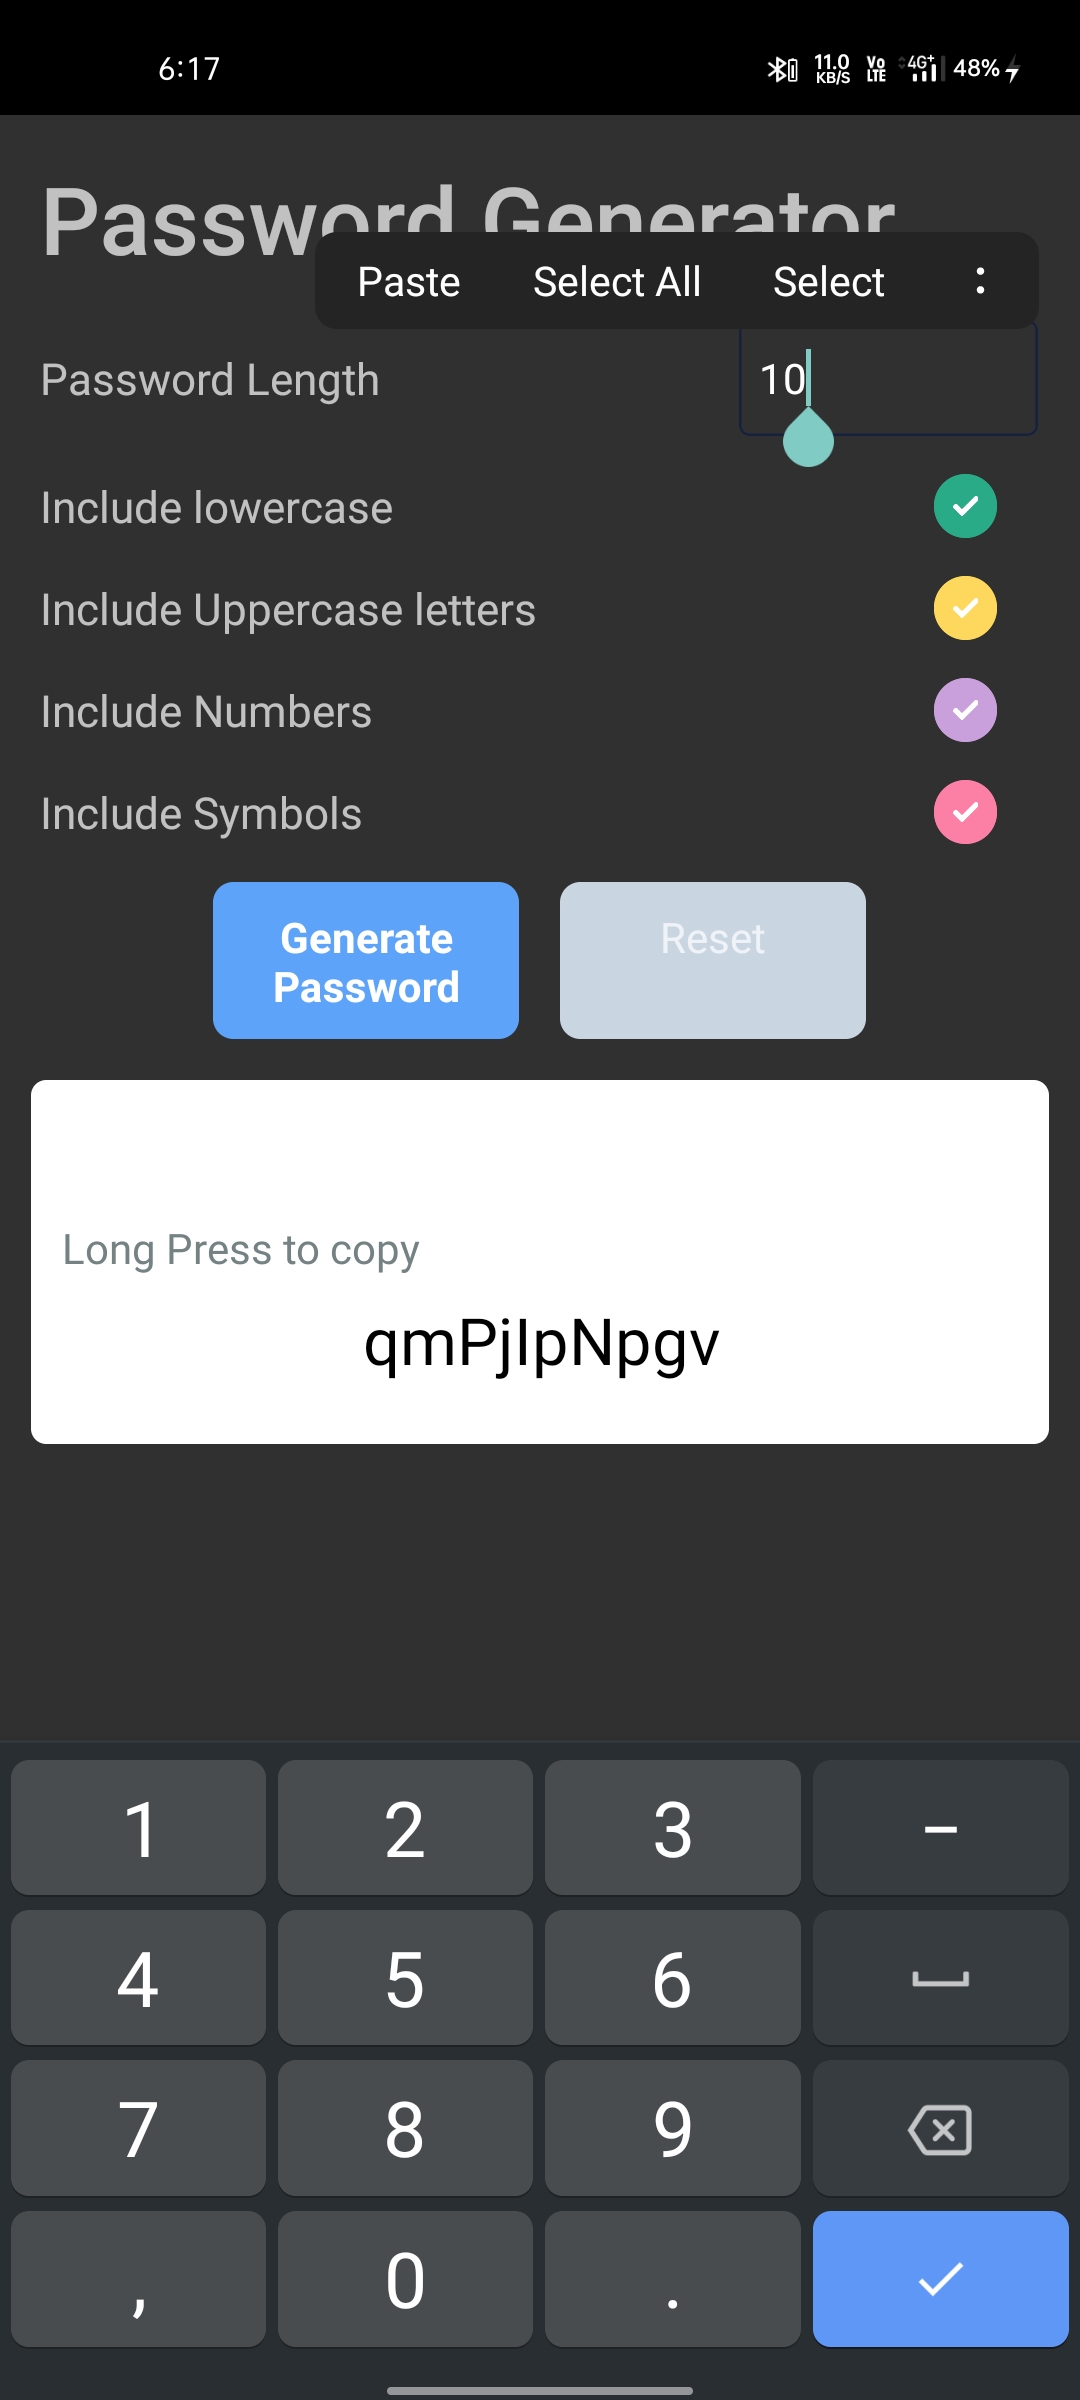 6:17 11.0 KB/S Vo LTE 4G+ 48%
Password Generator
Paste Select All Select
Password Length 10
Include lowercase
Include Uppercase letters
Include Numbers
Include Symbols
Generate
Password
Reset
Long Press to copy
qmPjIpNpgv
1 2 3 –
4 5 6
7 8 9
, 0 .